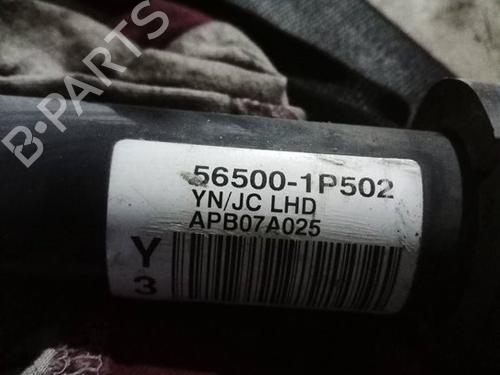 B·PARTS
56500-1P502
YN/JC LHD
APB07A025
Y
3